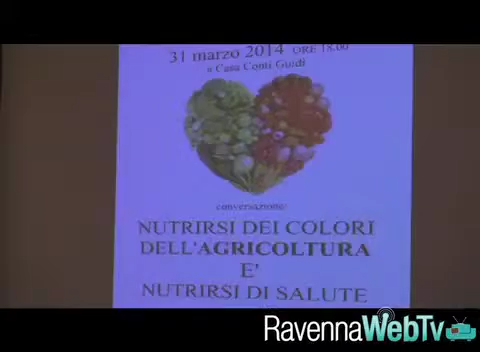 31 marzo 2014 ORE 18.00
a Casa Conti Guidi
conversazione:
NUTRIRSI DEI COLORI
DELL'AGRICOLTURA
E'
NUTRIRSI DI SALUTE
RavennaWebTv